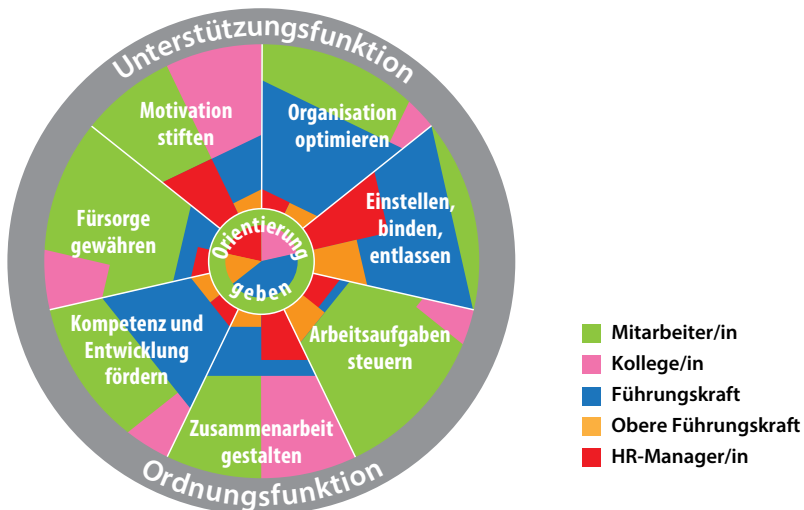 Unterstützungsfunktion
Motivation
stiften
Organisation
optimieren
Einstellen,
binden,
entlassen
Fürsorge
gewähren
Orientierung
geben
Kompetenz und
Entwicklung
fördern
Arbeitsaufgaben
steuern
Zusammenarbeit
gestalten
Ordnungsfunktion
Mitarbeiter/in
Kollege/in
Führungskraft
Obere Führungskraft
HR-Manager/in